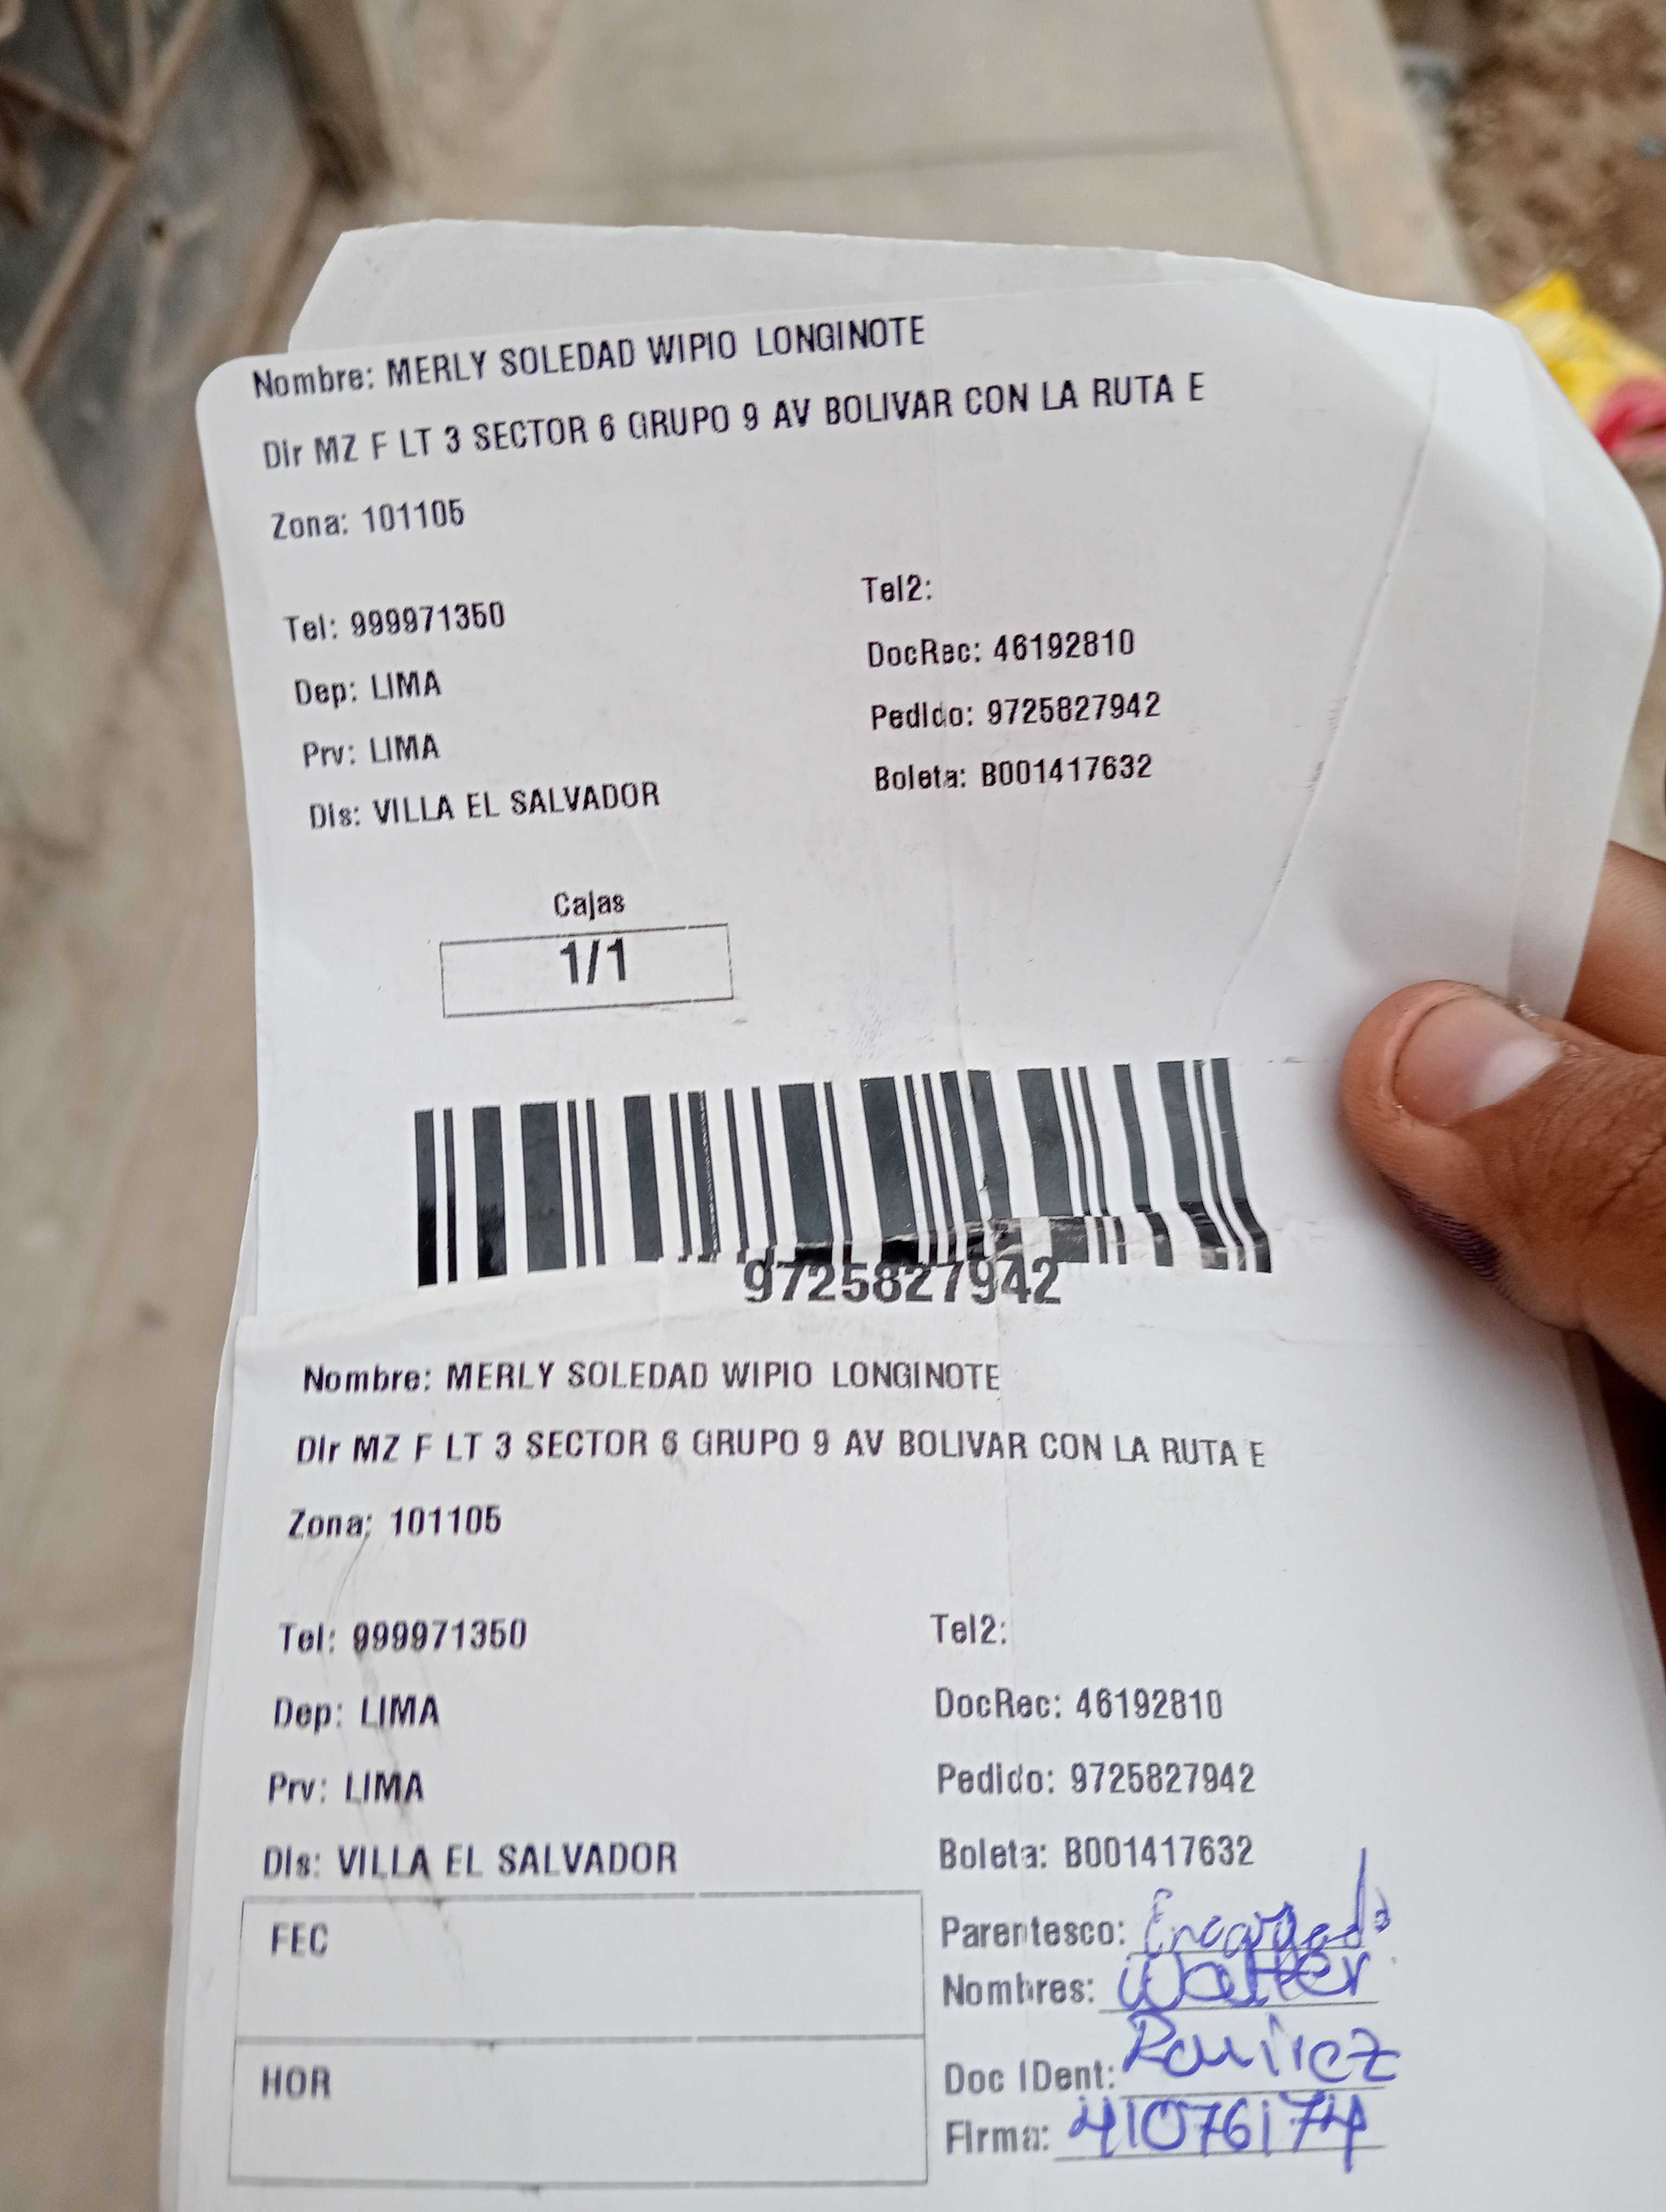 Nombre: MERLY SOLEDAD WIPIO LONGINOTE
Dir MZ F LT 3 SECTOR 6 GRUPO 9 AV BOLIVAR CON LA RUTA E
Zona: 101105
Tel: 999971350
Tel2:
Dep: LIMA
DocRec: 46192810
Prv: LIMA
Pedido: 9725827942
Dis: VILLA EL SALVADOR
Boleta: B001417632
Cajas
1/1
9725827942
Nombre: MERLY SOLEDAD WIPIO LONGINOTE
Dir MZ F LT 3 SECTOR 6 GRUPO 9 AV BOLIVAR CON LA RUTA E
Zona: 101105
Tel: 999971350
Tel2:
Dep: LIMA
DocRec: 46192810
Prv: LIMA
Pedido: 9725827942
Dis: VILLA EL SALVADOR
Boleta: B001417632
FEC
Parentesco: Encargado
Nombres: Walter
Ramirez
HOR
Doc IDent:
Firma: 41076174